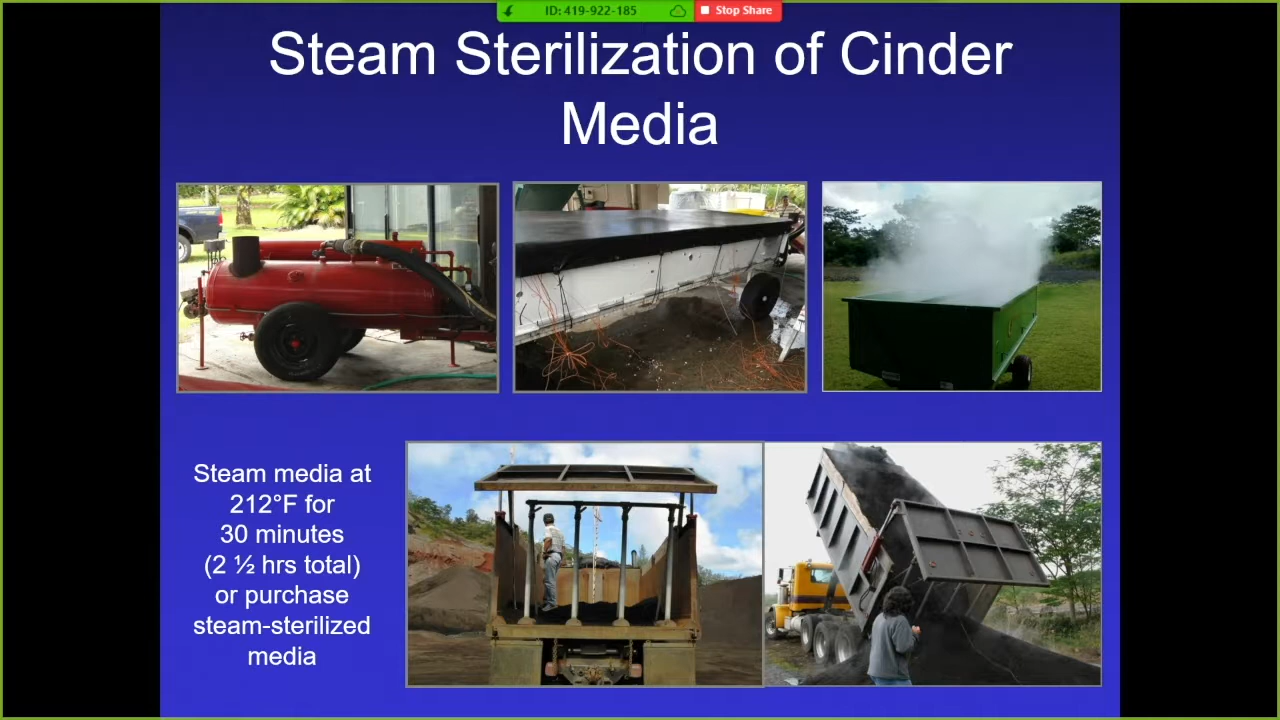 ID: 419-922-185
Stop Share
Steam Sterilization of Cinder
Media
Steam media at
212°F for
30 minutes
(2 ½ hrs total)
or purchase
steam-sterilized
media